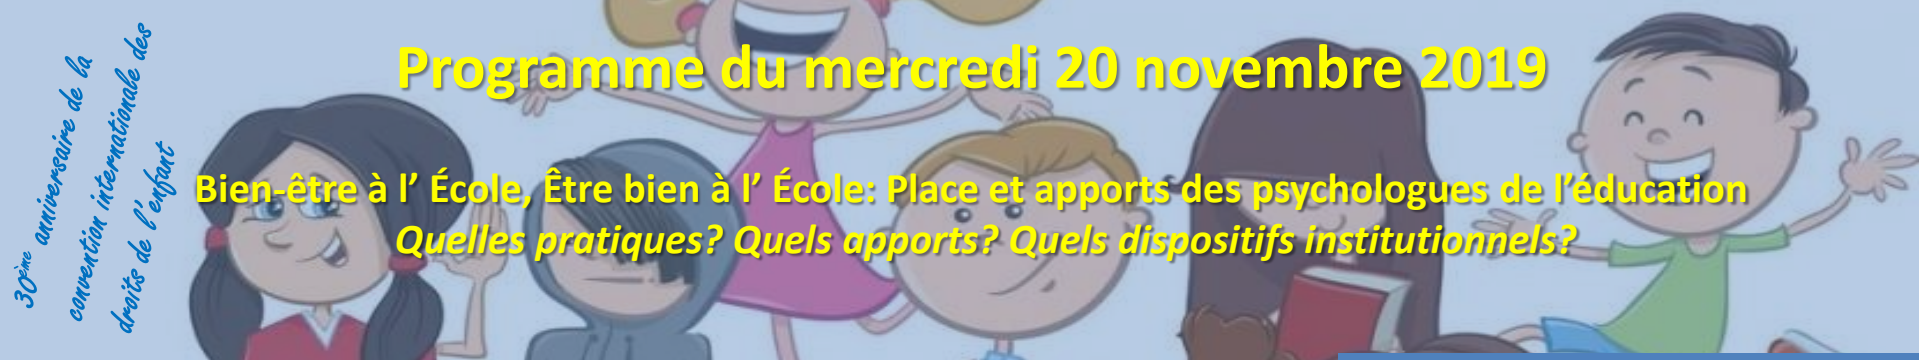 30ème anniversaire de la
convention internationale des
droits de l'enfant
Programme du mercredi 20 novembre 2019
Bien-être à l’ École, Être bien à l’ École: Place et apports des psychologues de l’éducation
Quelles pratiques? Quels apports? Quels dispositifs institutionnels?